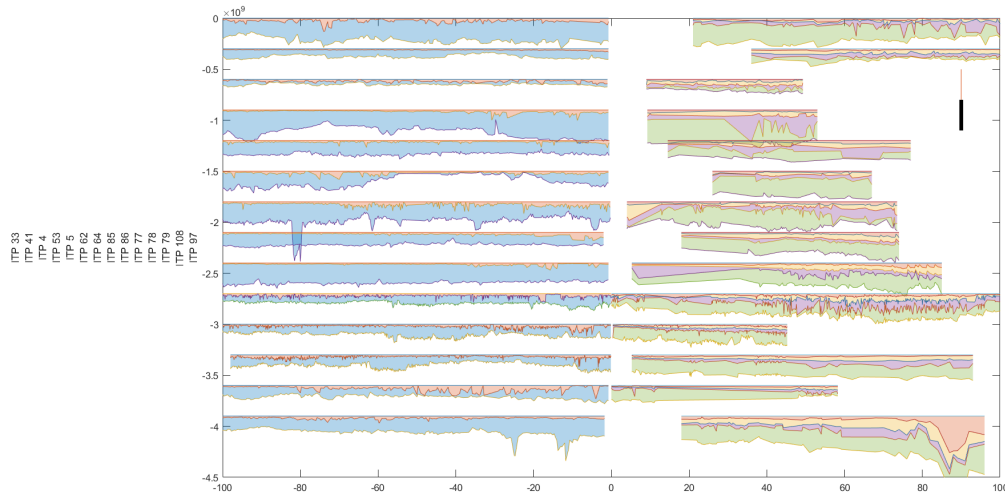 ×10⁹
0
-0.5
-1
-1.5
-2
-2.5
-3
-3.5
-4
-4.5
-100
-80
-60
-40
-20
0
20
40
60
80
100
ITP 33
ITP 41
ITP 4
ITP 53
ITP 5
ITP 62
ITP 64
ITP 85
ITP 86
ITP 77
ITP 78
ITP 79
ITP 108
ITP 97